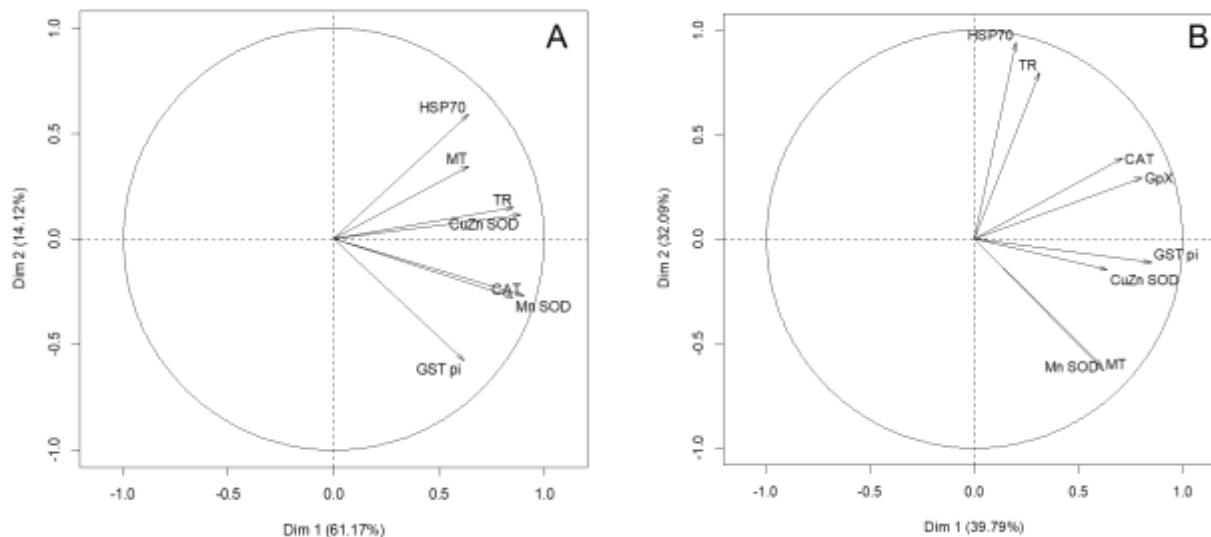 A
1.0
0.5
0.0
-0.5
-1.0
Dim 2 (14.12%)
HSP70
MT
TR
CuZn SOD
CAT
Mn SOD
GST pi
-1.0 -0.5 0.0 0.5 1.0
Dim 1 (61.17%)
B
1.0
0.5
0.0
-0.5
-1.0
Dim 2 (32.09%)
HSP70
TR
CAT
GpX
GST pi
CuZn SOD
Mn SOD MT
-1.0 -0.5 0.0 0.5 1.0
Dim 1 (39.79%)